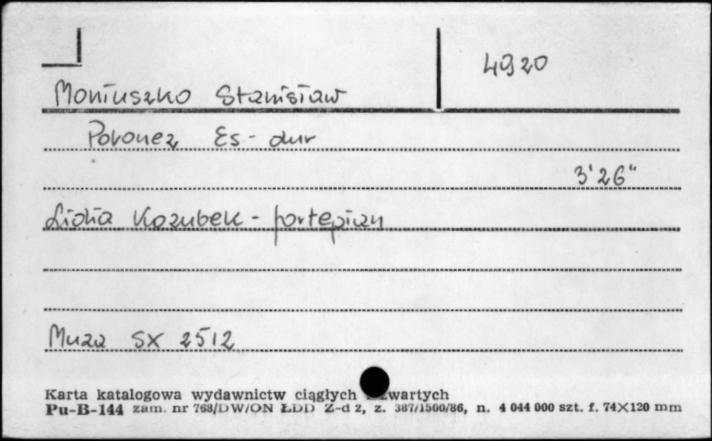 4920
Moniuszko Stanisław
Polonez Es-dur
3'26"
Lidia Kozubek - fortepian
Muza SX 2512
Karta katalogowa wydawnictw ciągłych zwartych
Pu-B-144 zam. nr 768/DW/ON ŁDD Z-d 2, z. 387/1500/86, n. 4 044 000 szt. f. 74×120 mm